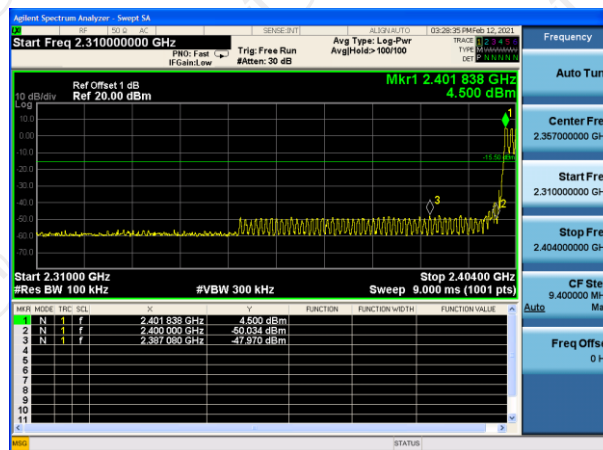 Agilent Spectrum Analyzer - Swept SA
RF 50 Ω AC SENSE:INT ALIGNAUTO 03:28:35 PM Feb 12, 2021
Start Freq 2.310000000 GHz
PNO: Fast
IFGain:Low
Trig: Free Run
#Atten: 30 dB
Avg Type: Log-Pwr
Avg|Hold:> 100/100
TRACE 1 2 3 4 5 6
TYPE M
DET P N N N N N
Mkr1 2.401 838 GHz
4.500 dBm
Ref Offset 1 dB
10 dB/div Ref 20.00 dBm
Log
10.0
0.00
-10.0
-15.50 dBm
-20.0
-30.0
-40.0
-50.0
-60.0
-70.0
1
2
3
Start 2.31000 GHz Stop 2.40400 GHz
#Res BW 100 kHz #VBW 300 kHz Sweep 9.000 ms (1001 pts)
MKR MODE TRC SCL X Y FUNCTION FUNCTION WIDTH FUNCTION VALUE
1 N 1 f 2.401 838 GHz 4.500 dBm
2 N 1 f 2.400 000 GHz -50.034 dBm
3 N 1 f 2.387 080 GHz -47.970 dBm
4
5
6
7
8
9
10
11
MSG STATUS
Frequency
Auto Tun
Center Fre
2.357000000 GH
Start Fre
2.310000000 GH
Stop Fre
2.404000000 GH
CF Ste
9.400000 MH
Auto Ma
Freq Offs
0 H